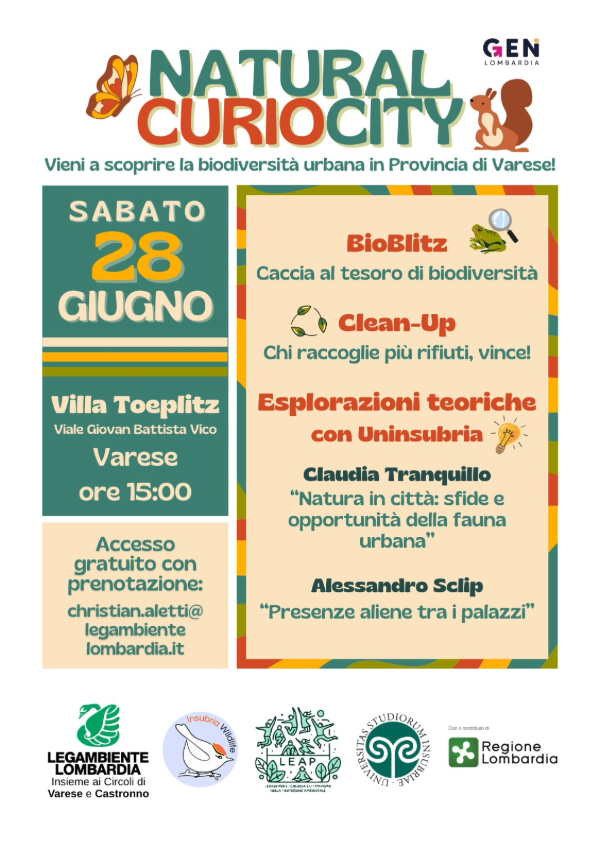 GEN
LOMBARDIA
NATURAL
CURIOCITY
Vieni a scoprire la biodiversità urbana in Provincia di Varese!
SABATO
28
GIUGNO
Villa Toeplitz
Viale Giovan Battista Vico
Varese
ore 15:00
Accesso
gratuito con
prenotazione:
christian.aletti@
legambiente
lombardia.it
BioBlitz
Caccia al tesoro di biodiversità
Clean-Up
Chi raccoglie più rifiuti, vince!
Esplorazioni teoriche
con Uninsubria
Claudia Tranquillo
“Natura in città: sfide e
opportunità della fauna
urbana”
Alessandro Sclip
“Presenze aliene tra i palazzi”
LEGAMBIENTE
LOMBARDIA
Insieme ai Circoli di
Varese e Castronno
Insubria Wildlife
LEAP
UNIVERSITAS STUDIORUM INSUBRIAE
Con il contributo di
Regione
Lombardia